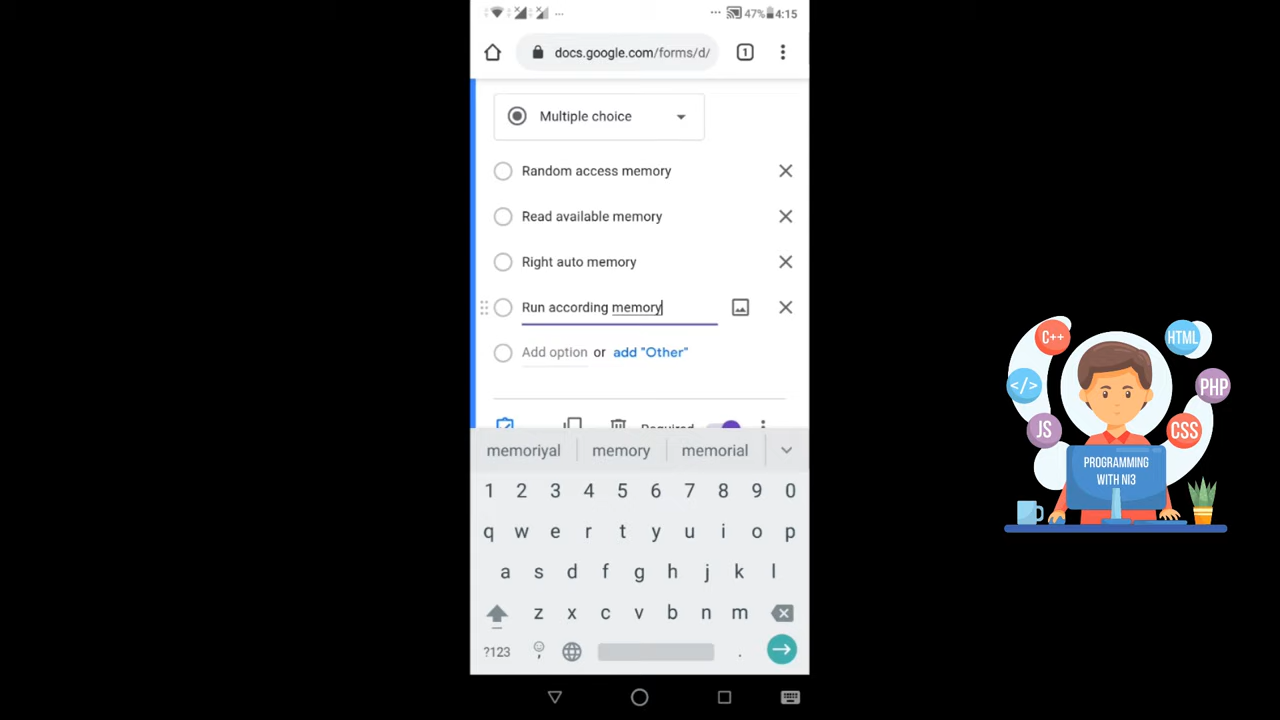 47% 4:15
docs.google.com/forms/d/ 1
Multiple choice
Random access memory
Read available memory
Right auto memory
Run according memory
Add option or add "Other"
Required
memoriyal memory memorial
1 2 3 4 5 6 7 8 9 0
q w e r t y u i o p
a s d f g h j k l
z x c v b n m
?123 , .
C++
HTML
</>
PHP
JS
CSS
PROGRAMMING
WITH NI3